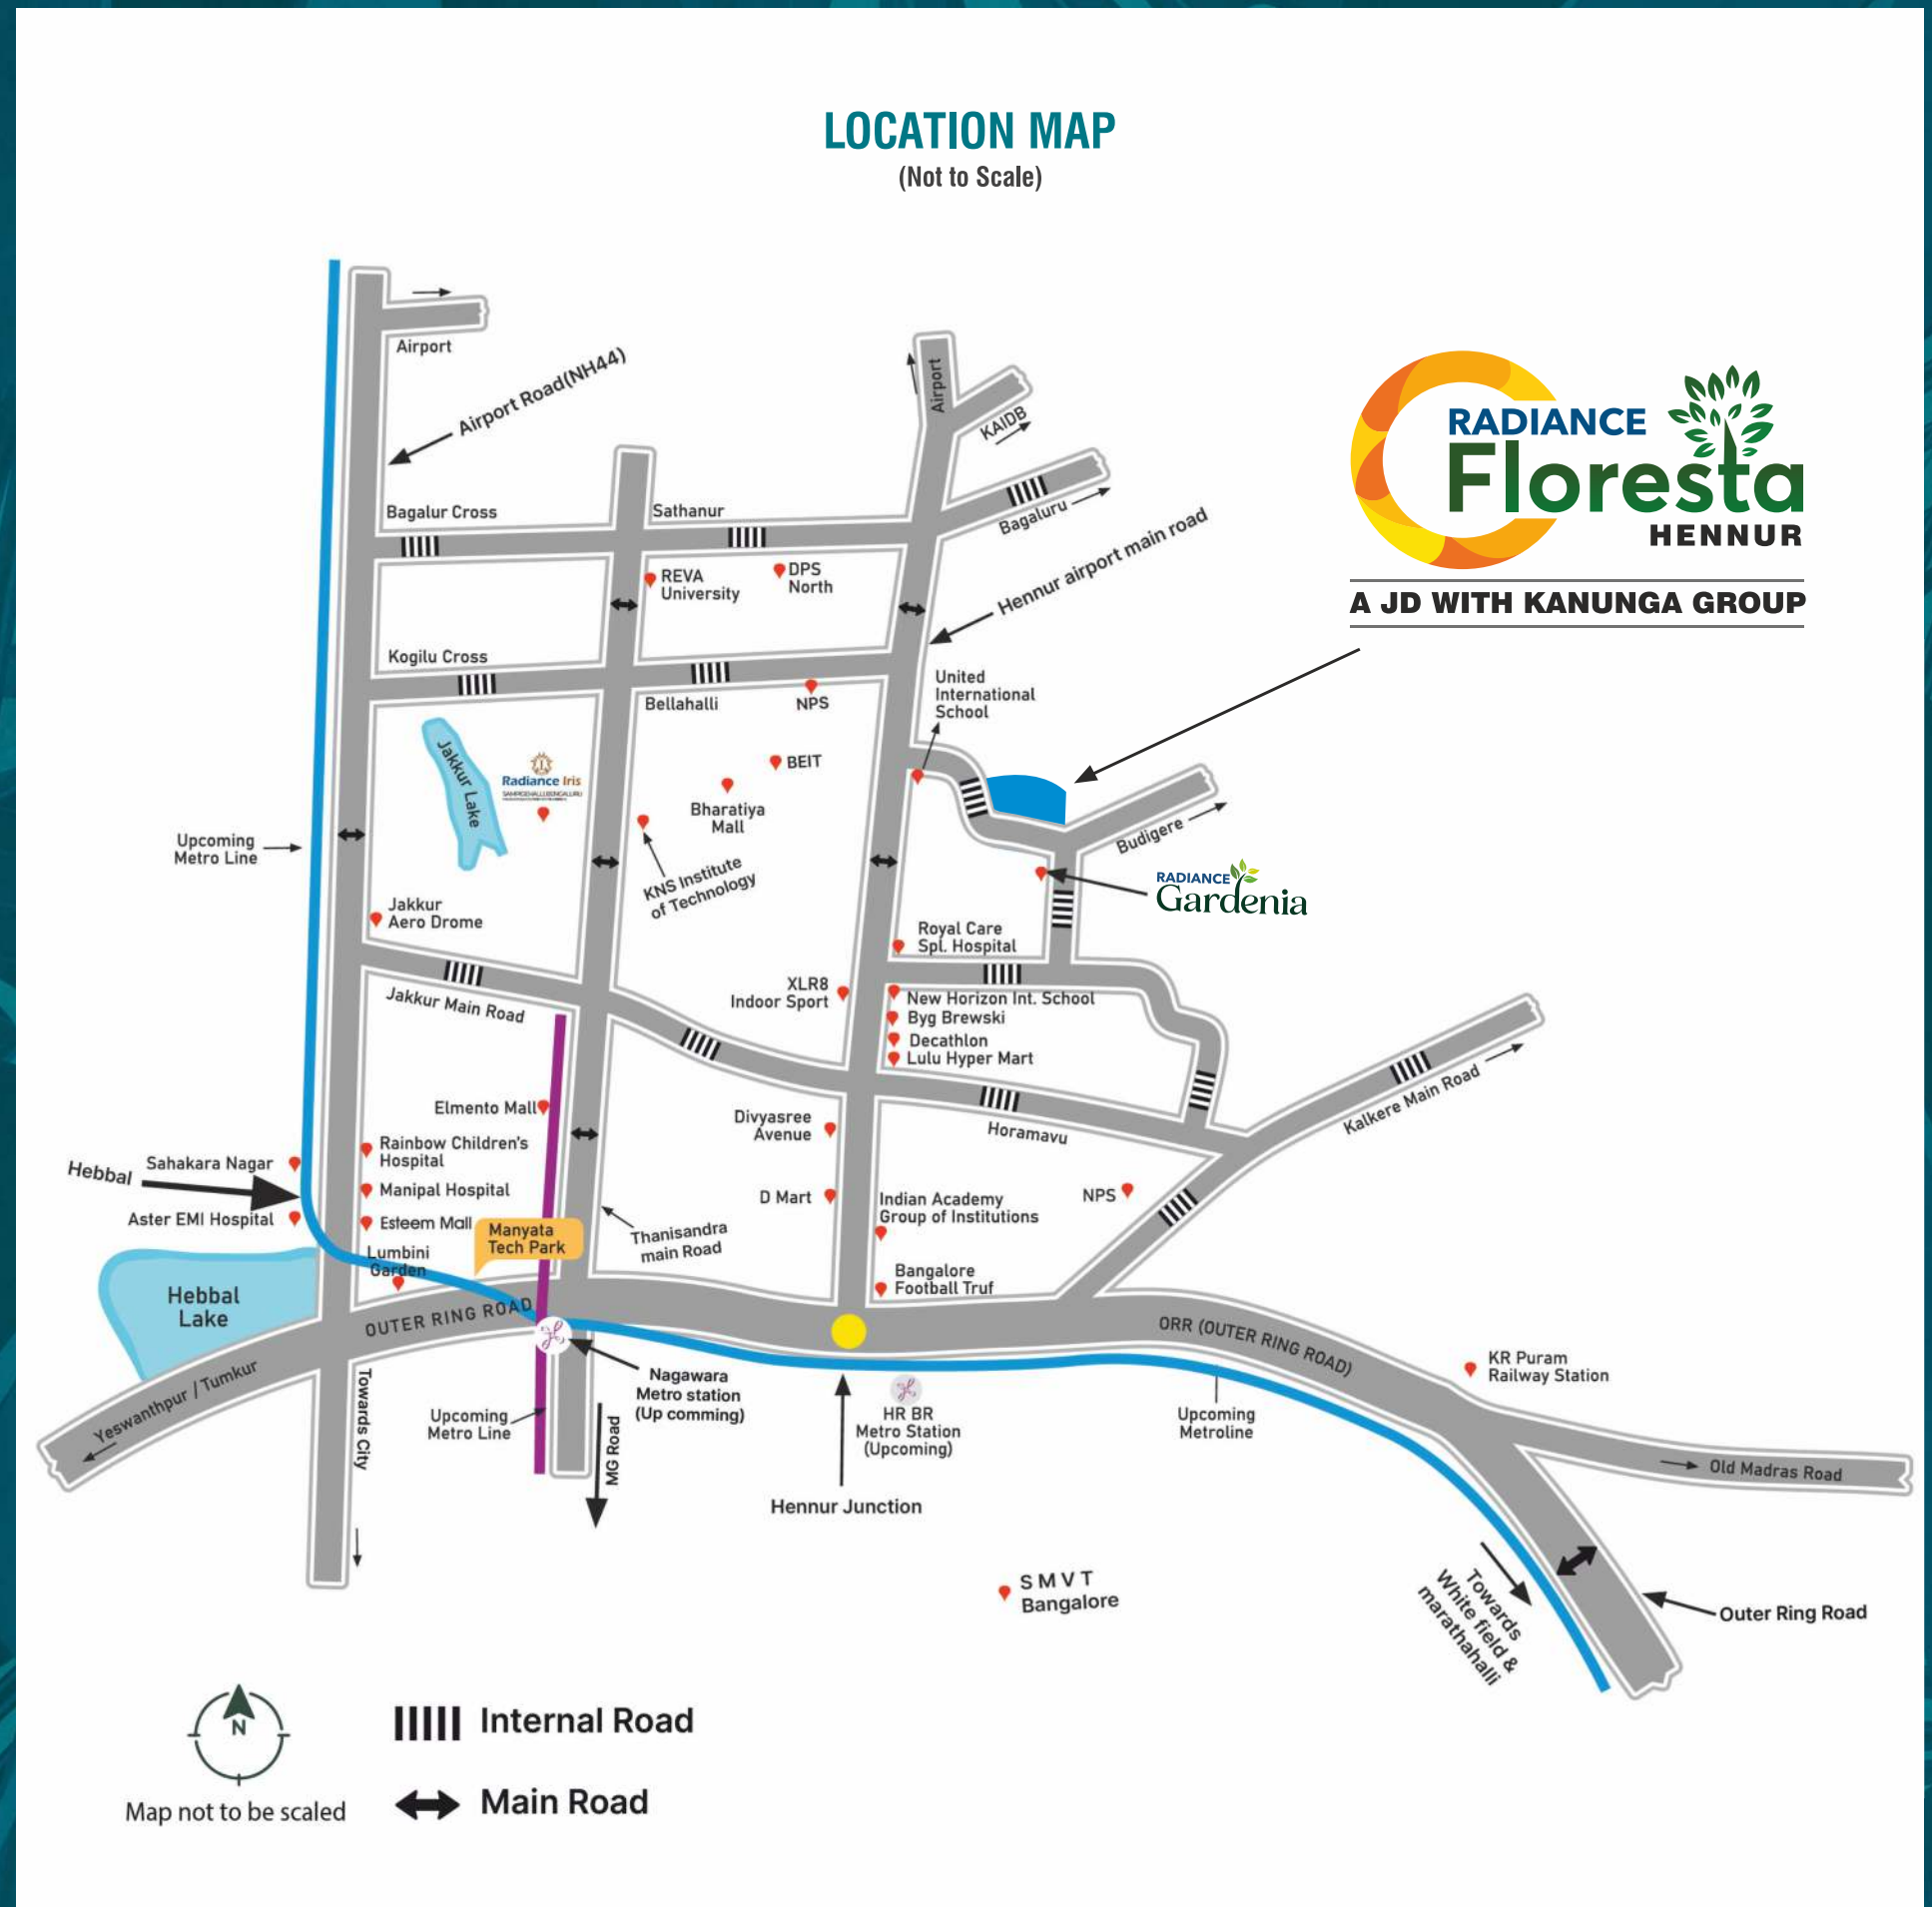 LOCATION MAP
(Not to Scale)
Airport
Airport Road(NH44)
Airport
KAIDB
RADIANCE
Floresta
HENNUR
A JD WITH KANUNGA GROUP
Bagalur Cross
Sathanur
Bagaluru
Hennur airport main road
REVA
University
DPS
North
Kogilu Cross
Bellahalli
NPS
United
International
School
Jakkur Lake
Radiance Iris
BEIT
Bharatiya
Mall
KNS Institute
of Technology
Upcoming
Metro Line
Budigere
RADIANCE
Gardenia
Jakkur
Aero Drome
Royal Care
Spl. Hospital
Jakkur Main Road
XLR8
Indoor Sport
New Horizon Int. School
Byg Brewski
Decathlon
Lulu Hyper Mart
Kalkere Main Road
Elmento Mall
Divyasree
Avenue
Horamavu
Rainbow Children's
Hospital
Hebbal
Sahakara Nagar
Manipal Hospital
Aster EMI Hospital
Esteem Mall
D Mart
Indian Academy
Group of Institutions
NPS
Manyata
Tech Park
Thanisandra
main Road
Lumbini
Garden
Bangalore
Football Truf
Hebbal
Lake
OUTER RING ROAD
ORR (OUTER RING ROAD)
Yeswanthpur / Tumkur
Towards City
Nagawara
Metro station
(Up comming)
Upcoming
Metro Line
MG Road
HR BR
Metro Station
(Upcoming)
Upcoming
Metroline
KR Puram
Railway Station
Old Madras Road
Hennur Junction
S M V T
Bangalore
Towards
White field &
marathahalli
Outer Ring Road
N
Map not to be scaled
Internal Road
Main Road